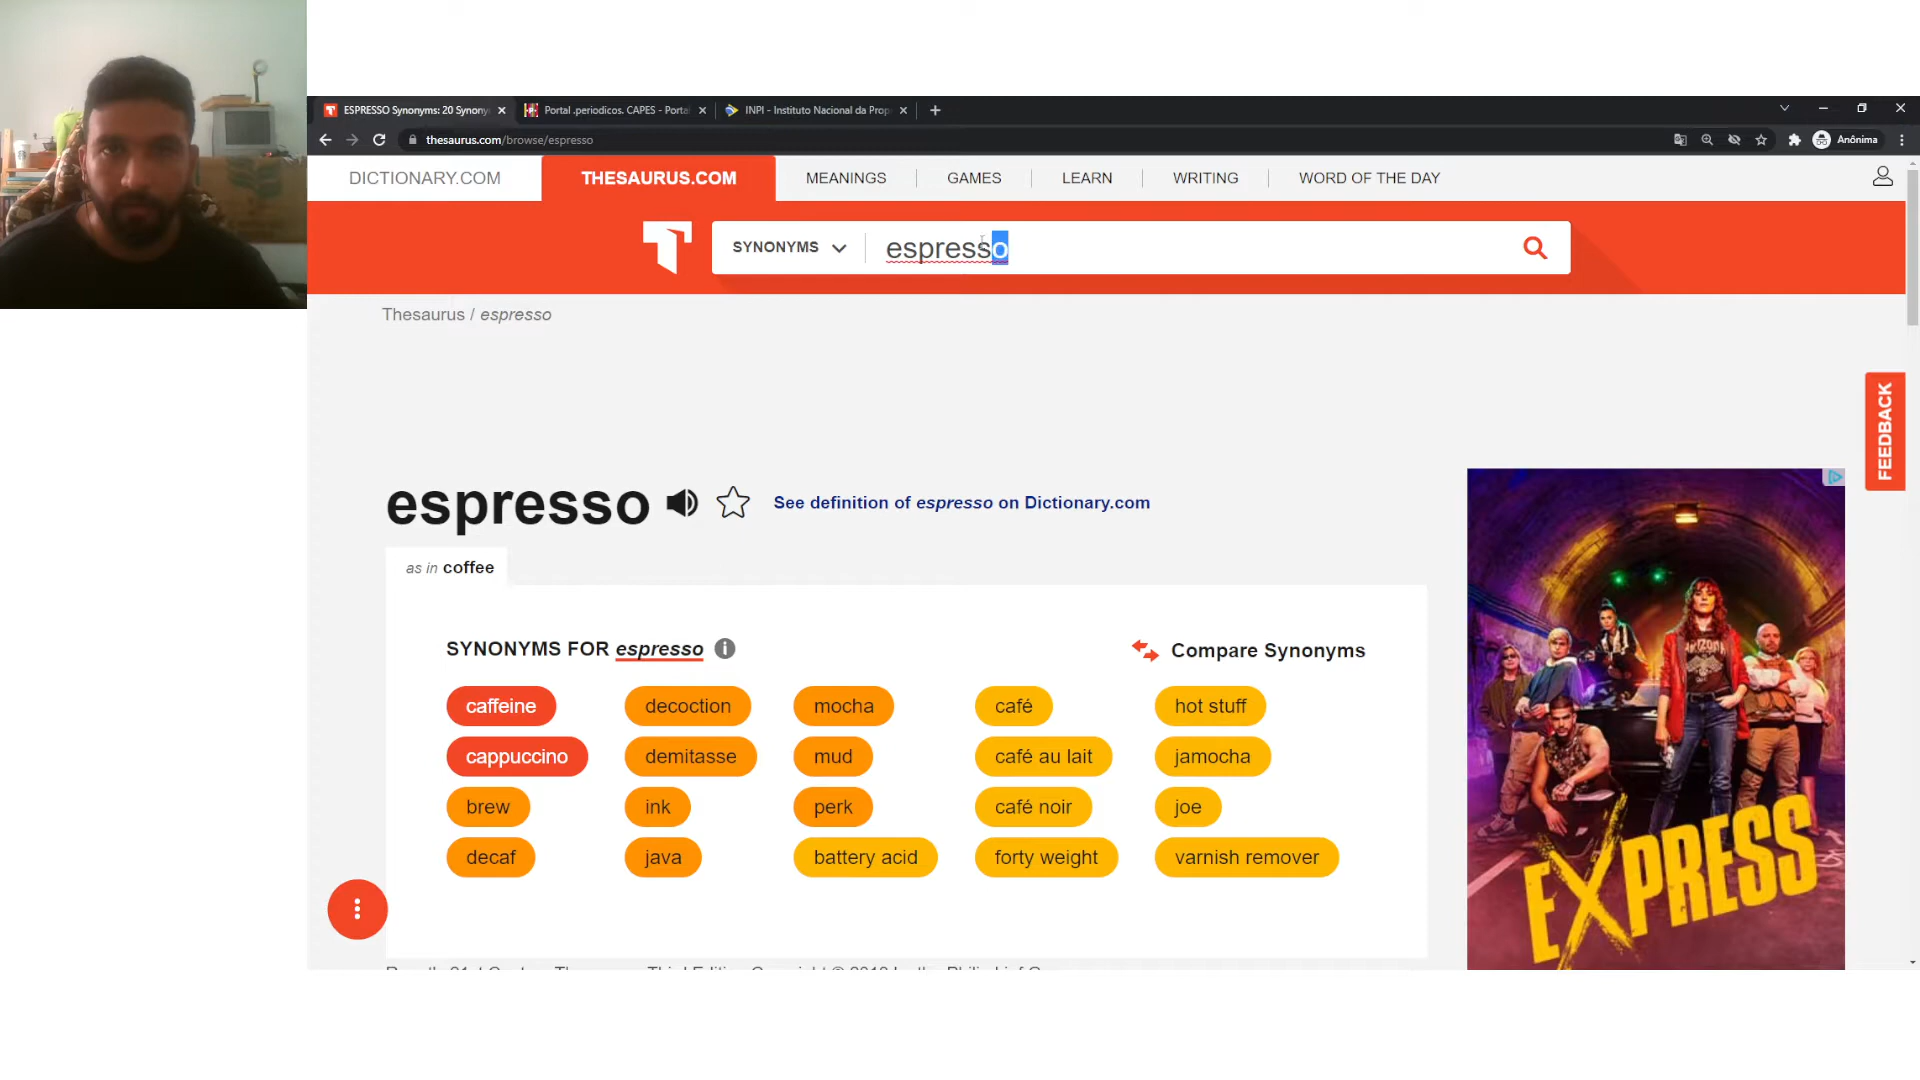 ESPRESSO Synonyms: 20 Synony
Portal .periodicos. CAPES - Porta
INPI - Instituto Nacional da Prop
thesaurus.com/browse/espresso
Anônima
DICTIONARY.COM
THESAURUS.COM
MEANINGS
GAMES
LEARN
WRITING
WORD OF THE DAY
SYNONYMS
espresso
Thesaurus / espresso
FEEDBACK
espresso
See definition of espresso on Dictionary.com
as in coffee
SYNONYMS FOR espresso
Compare Synonyms
caffeine
decoction
mocha
café
hot stuff
cappuccino
demitasse
mud
café au lait
jamocha
brew
ink
perk
café noir
joe
decaf
java
battery acid
forty weight
varnish remover
ARIZONA
EXPRESS